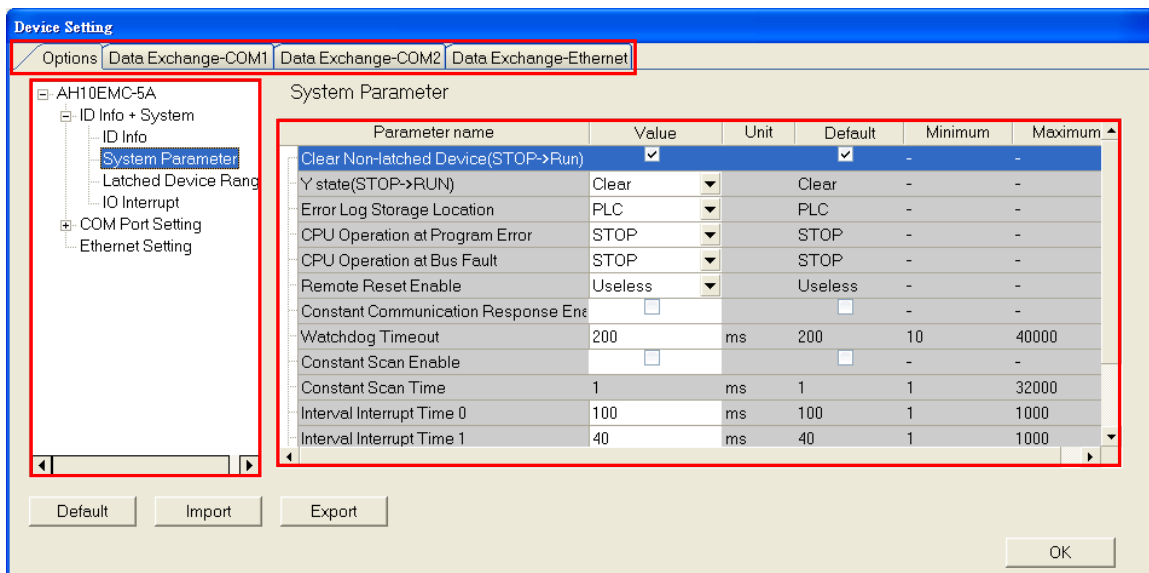 Device Setting
Options Data Exchange-COM1 Data Exchange-COM2 Data Exchange-Ethernet
AH10EMC-5A
ID Info + System
ID Info
System Parameter
Latched Device Rang
IO Interrupt
COM Port Setting
Ethernet Setting
System Parameter
Parameter name Value Unit Default Minimum Maximum
Clear Non-latched Device(STOP->Run) - -
Y state(STOP->RUN) Clear Clear - -
Error Log Storage Location PLC PLC - -
CPU Operation at Program Error STOP STOP - -
CPU Operation at Bus Fault STOP STOP - -
Remote Reset Enable Useless Useless - -
Constant Communication Response Ena - -
Watchdog Timeout 200 ms 200 10 40000
Constant Scan Enable - -
Constant Scan Time 1 ms 1 1 32000
Interval Interrupt Time 0 100 ms 100 1 1000
Interval Interrupt Time 1 40 ms 40 1 1000
Default Import Export
OK